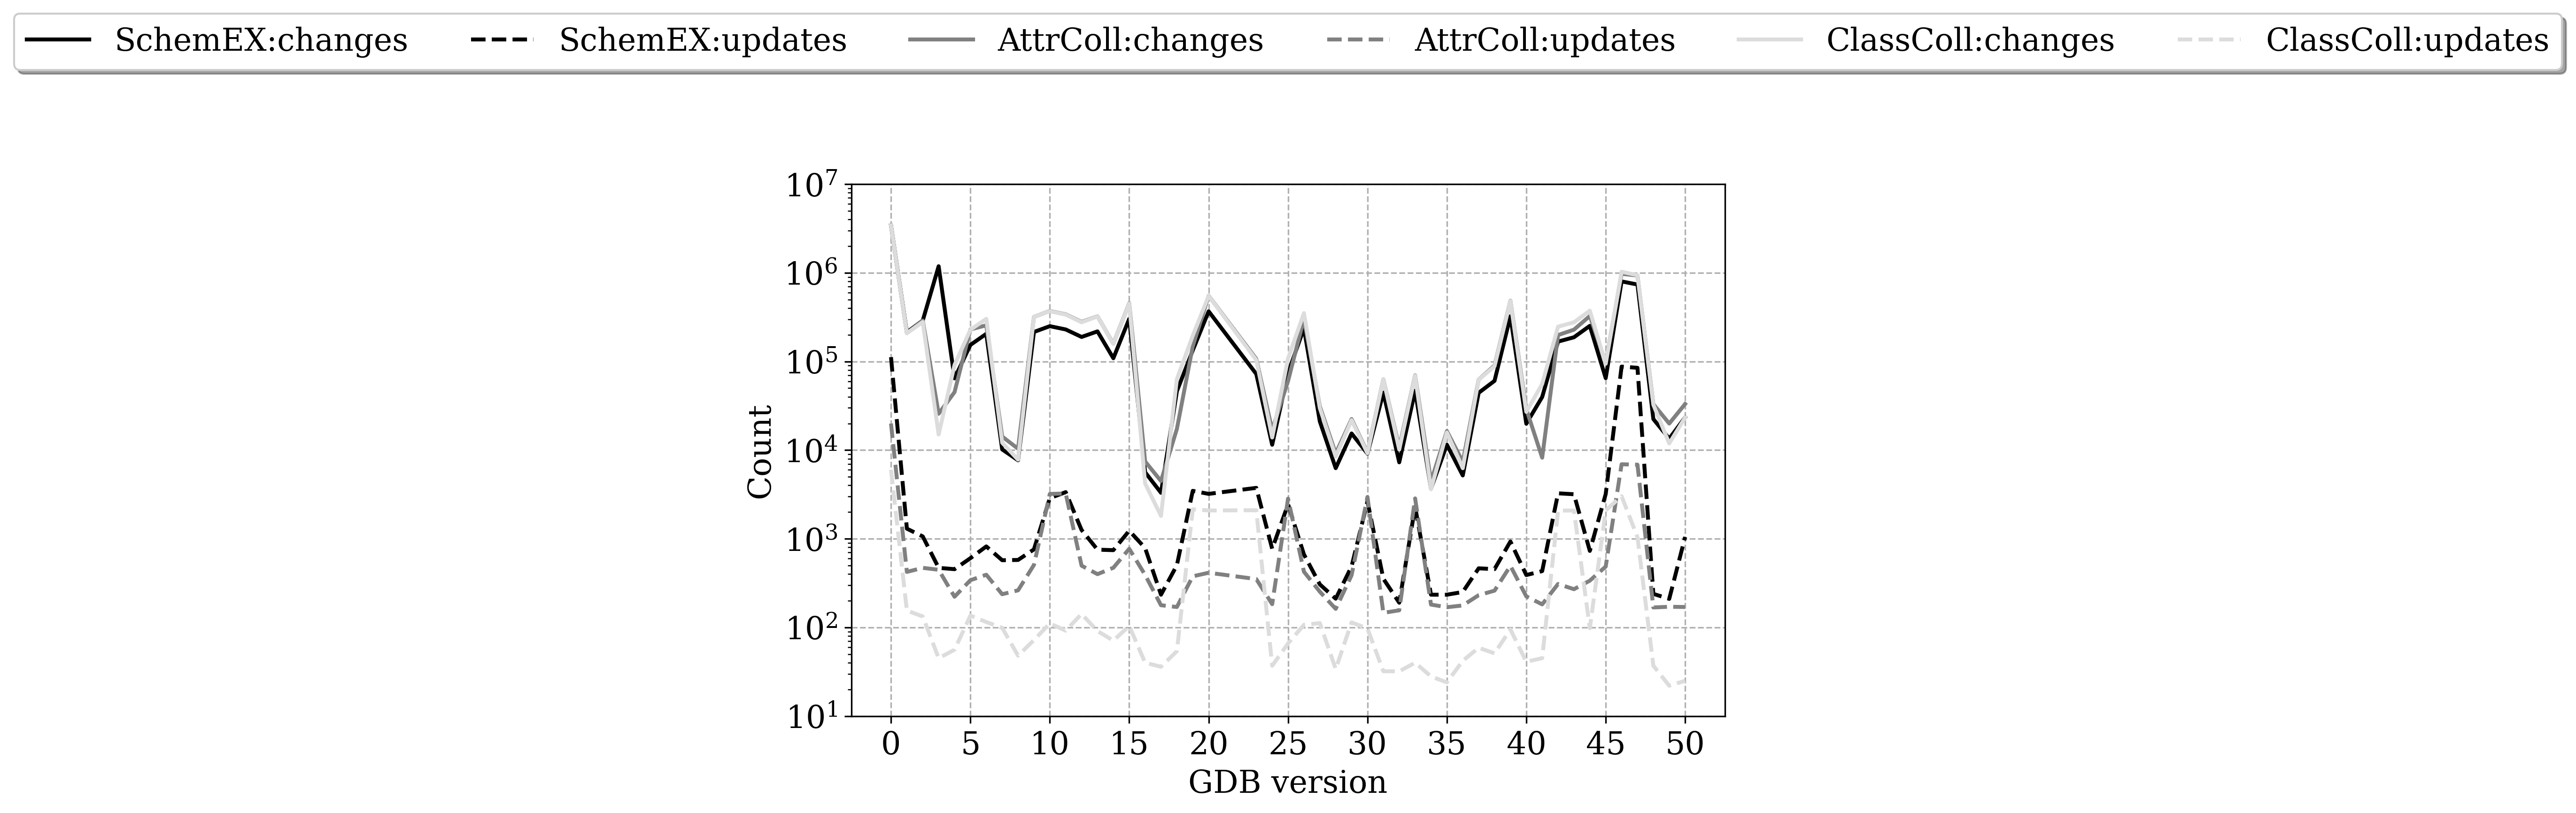 SchemEX:changes SchemEX:updates AttrColl:changes AttrColl:updates ClassColl:changes ClassColl:updates
10^7
10^6
10^5
10^4
10^3
10^2
10^1
Count
0 5 10 15 20 25 30 35 40 45 50
GDB version